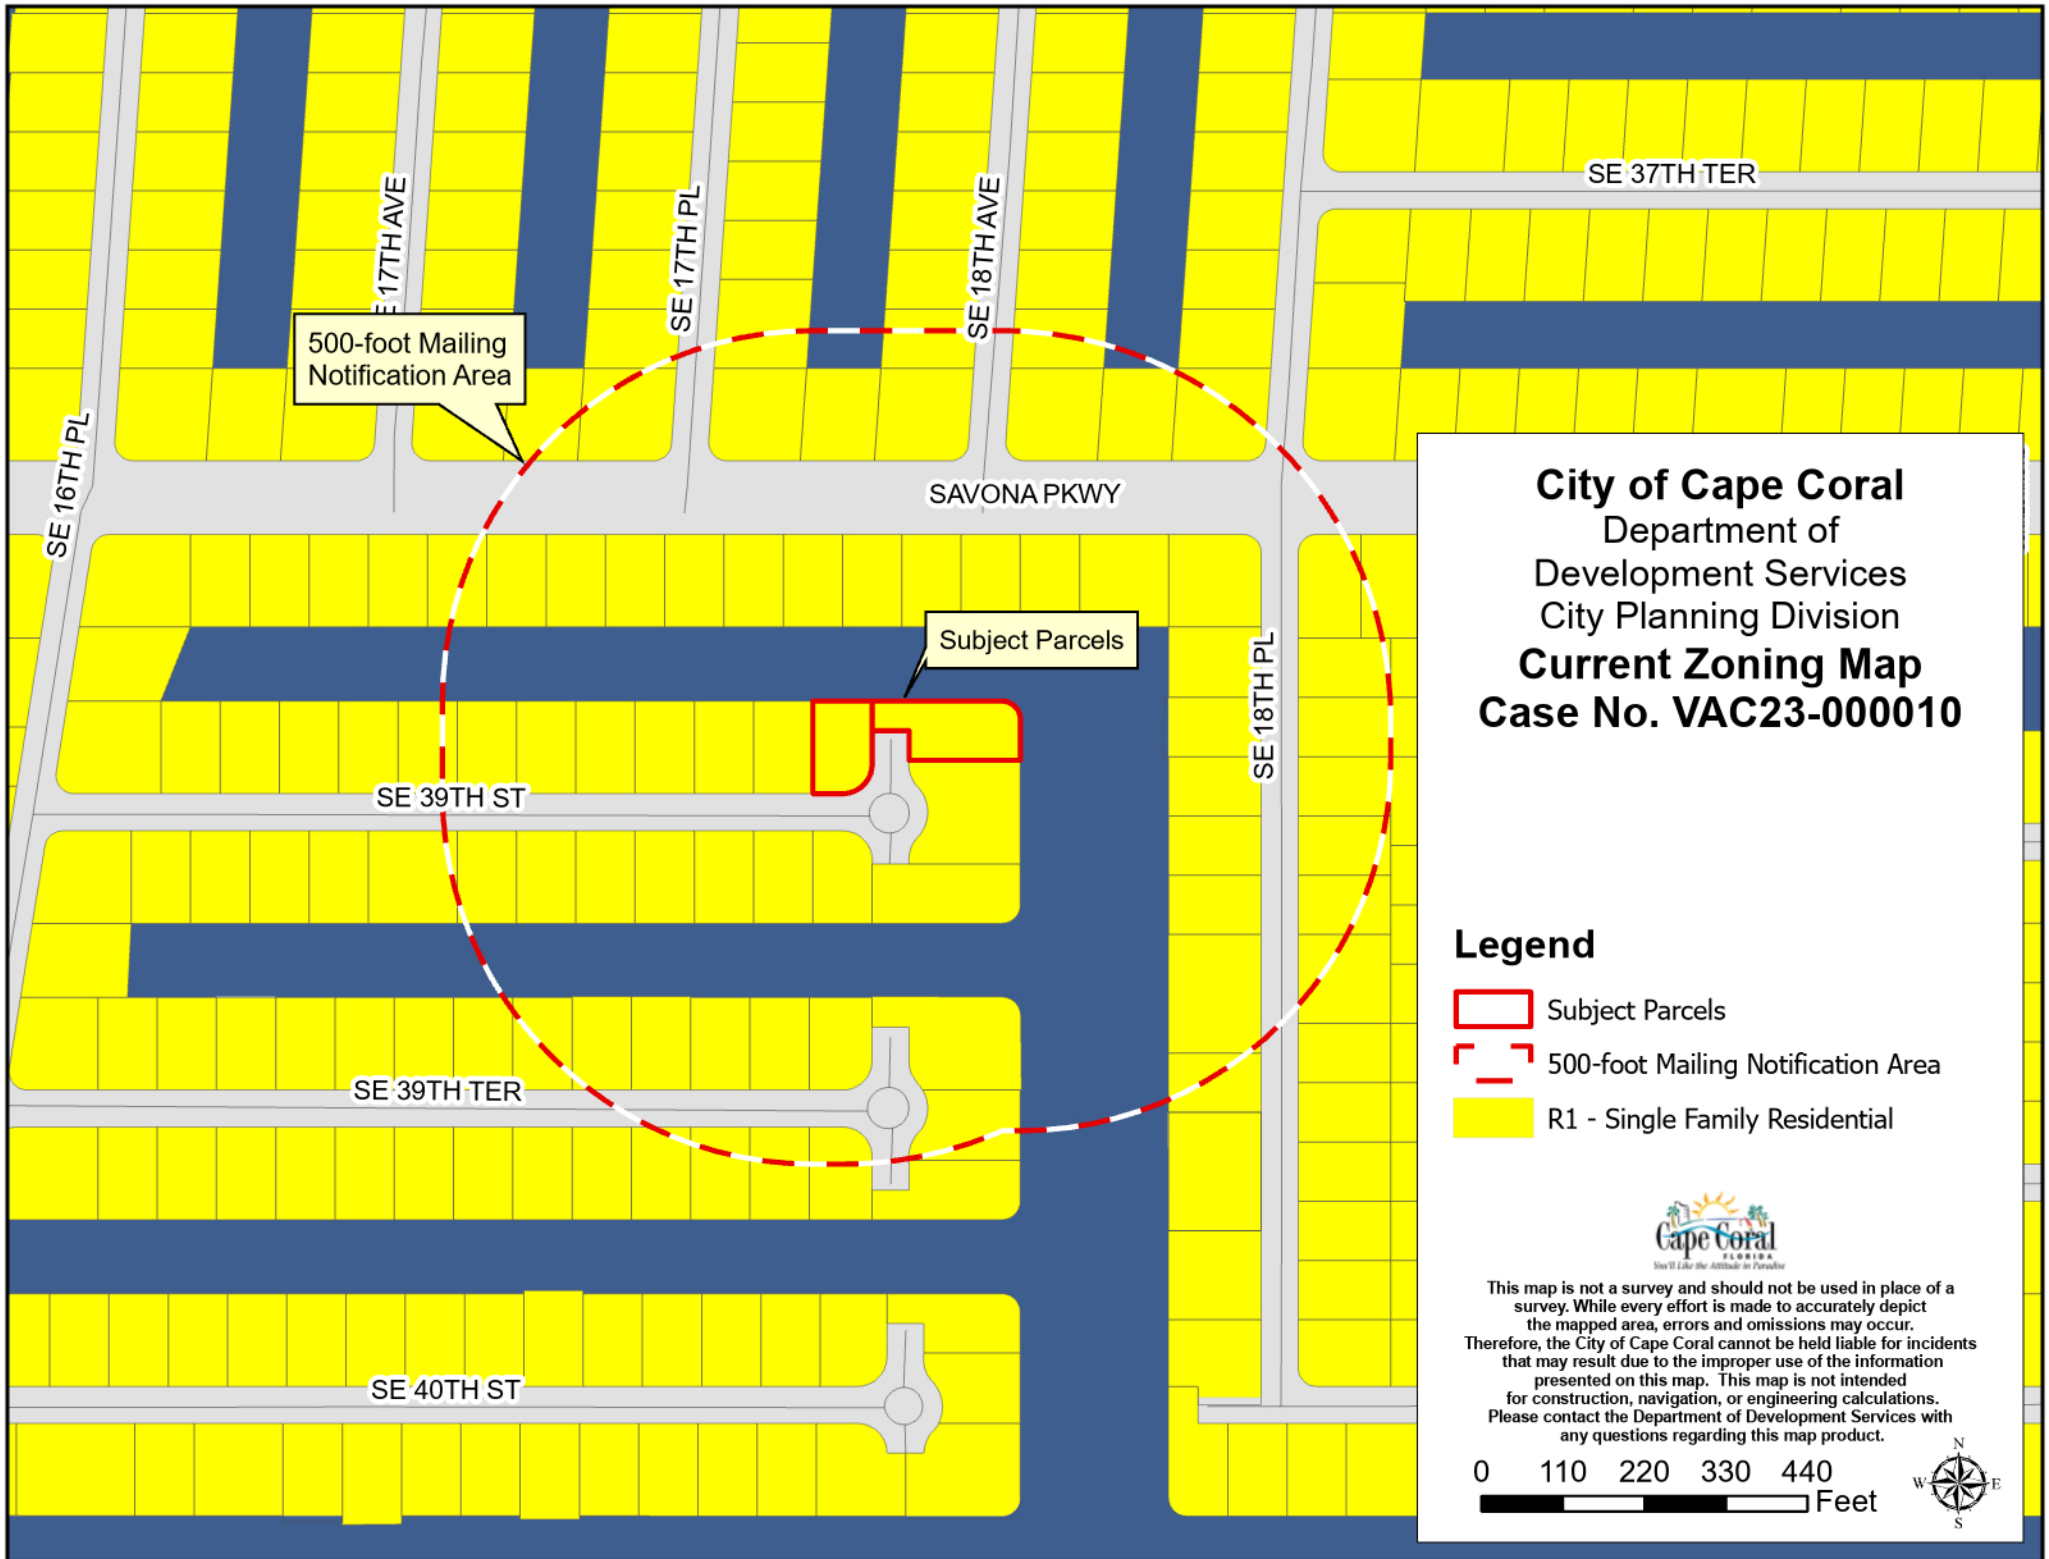 SE 37TH TER
E 17TH AVE
SE 17TH PL
SE 18TH AVE
500-foot Mailing
Notification Area
SE 16TH PL
SAVONA PKWY
Subject Parcels
SE 18TH PL
SE 39TH ST
SE 39TH TER
SE 40TH ST
City of Cape Coral
Department of
Development Services
City Planning Division
Current Zoning Map
Case No. VAC23-000010
Legend
Subject Parcels
500-foot Mailing Notification Area
R1 - Single Family Residential
Cape Coral
FLORIDA
You'll Like the Attitude in Paradise
This map is not a survey and should not be used in place of a
survey. While every effort is made to accurately depict
the mapped area, errors and omissions may occur.
Therefore, the City of Cape Coral cannot be held liable for incidents
that may result due to the improper use of the information
presented on this map. This map is not intended
for construction, navigation, or engineering calculations.
Please contact the Department of Development Services with
any questions regarding this map product.
0 110 220 330 440
Feet
N
W E
S